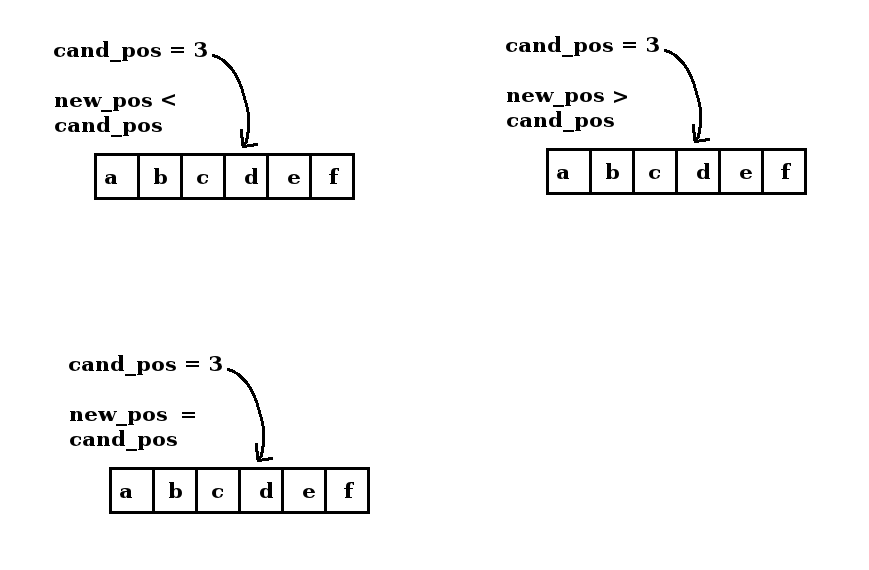 cand_pos = 3
new_pos <
cand_pos
a b c d e f
cand_pos = 3
new_pos >
cand_pos
a b c d e f
cand_pos = 3
new_pos =
cand_pos
a b c d e f